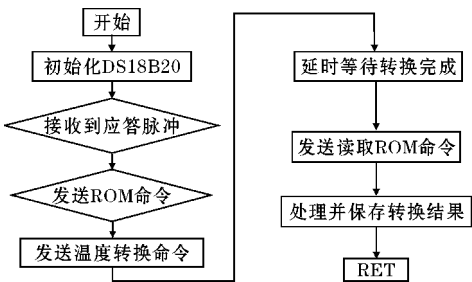 开始
初始化DS18B20
接收到应答脉冲
发送ROM命令
发送温度转换命令
延时等待转换完成
发送读取ROM命令
处理并保存转换结果
RET